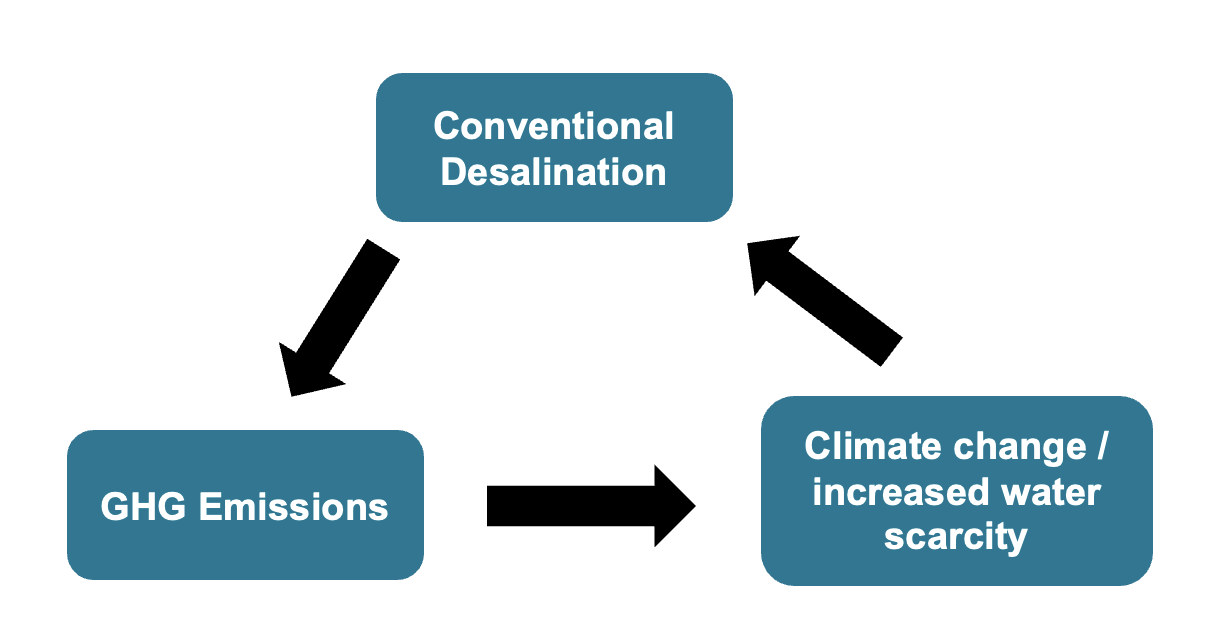 Conventional
Desalination
GHG Emissions
Climate change /
increased water
scarcity